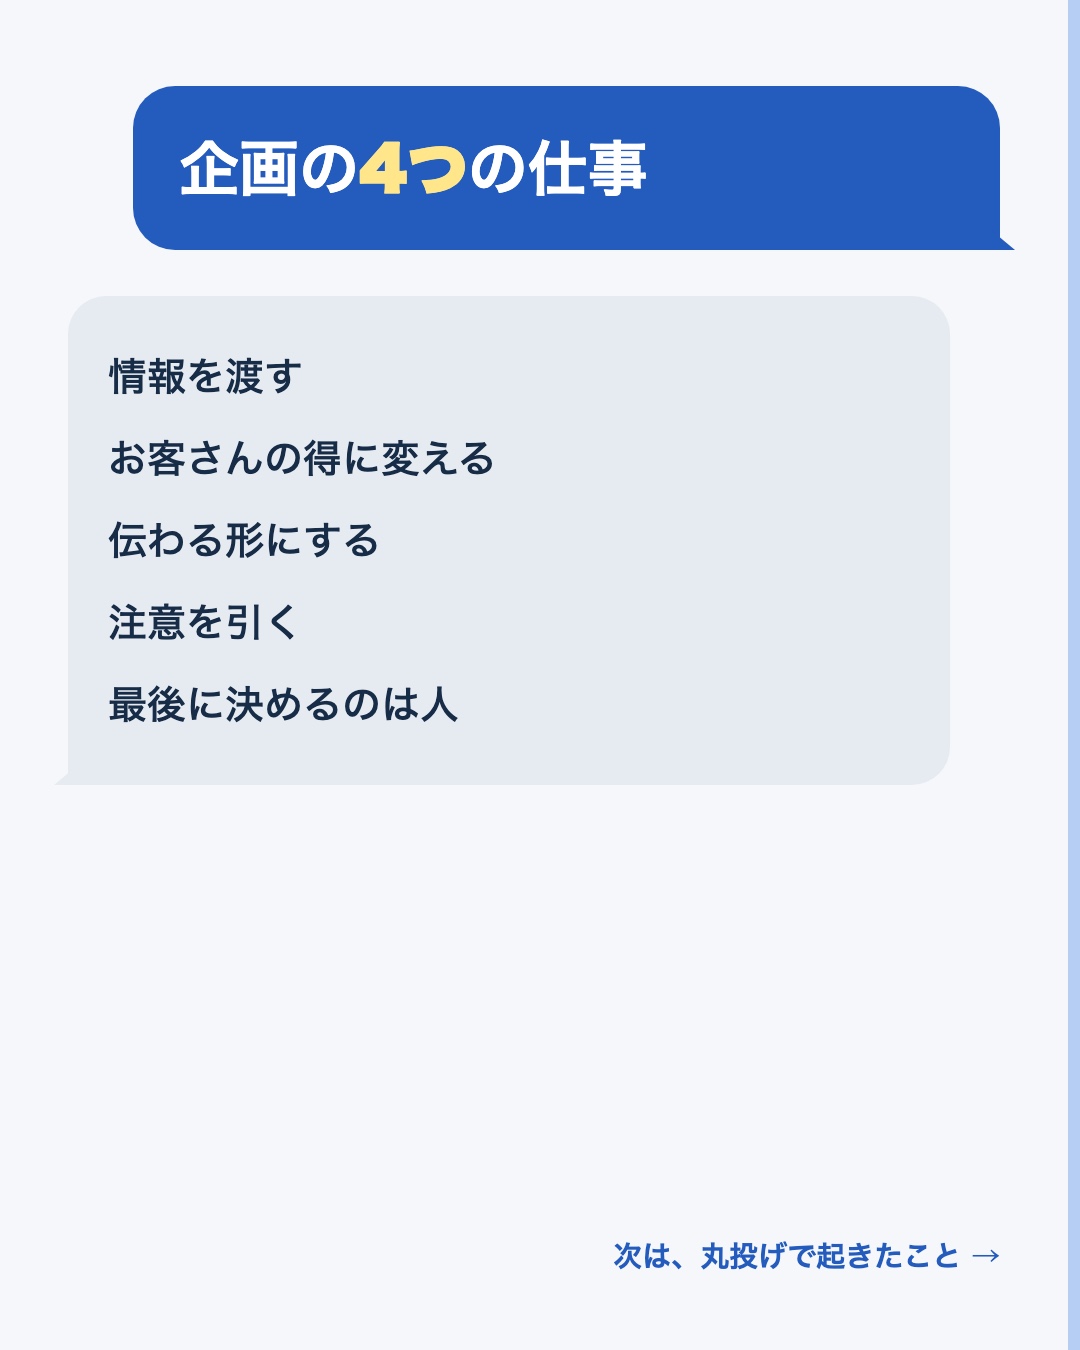 企画の4つの仕事
情報を渡す
お客さんの得に変える
伝わる形にする
注意を引く
最後に決めるのは人
次は、丸投げで起きたこと →